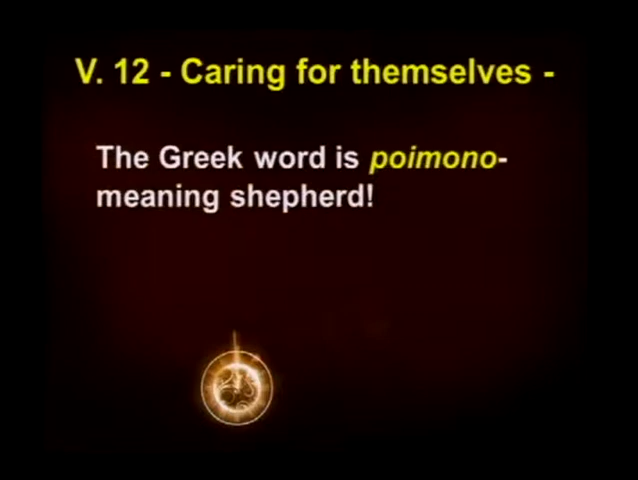 V. 12 - Caring for themselves -
The Greek word is poimono-
meaning shepherd!